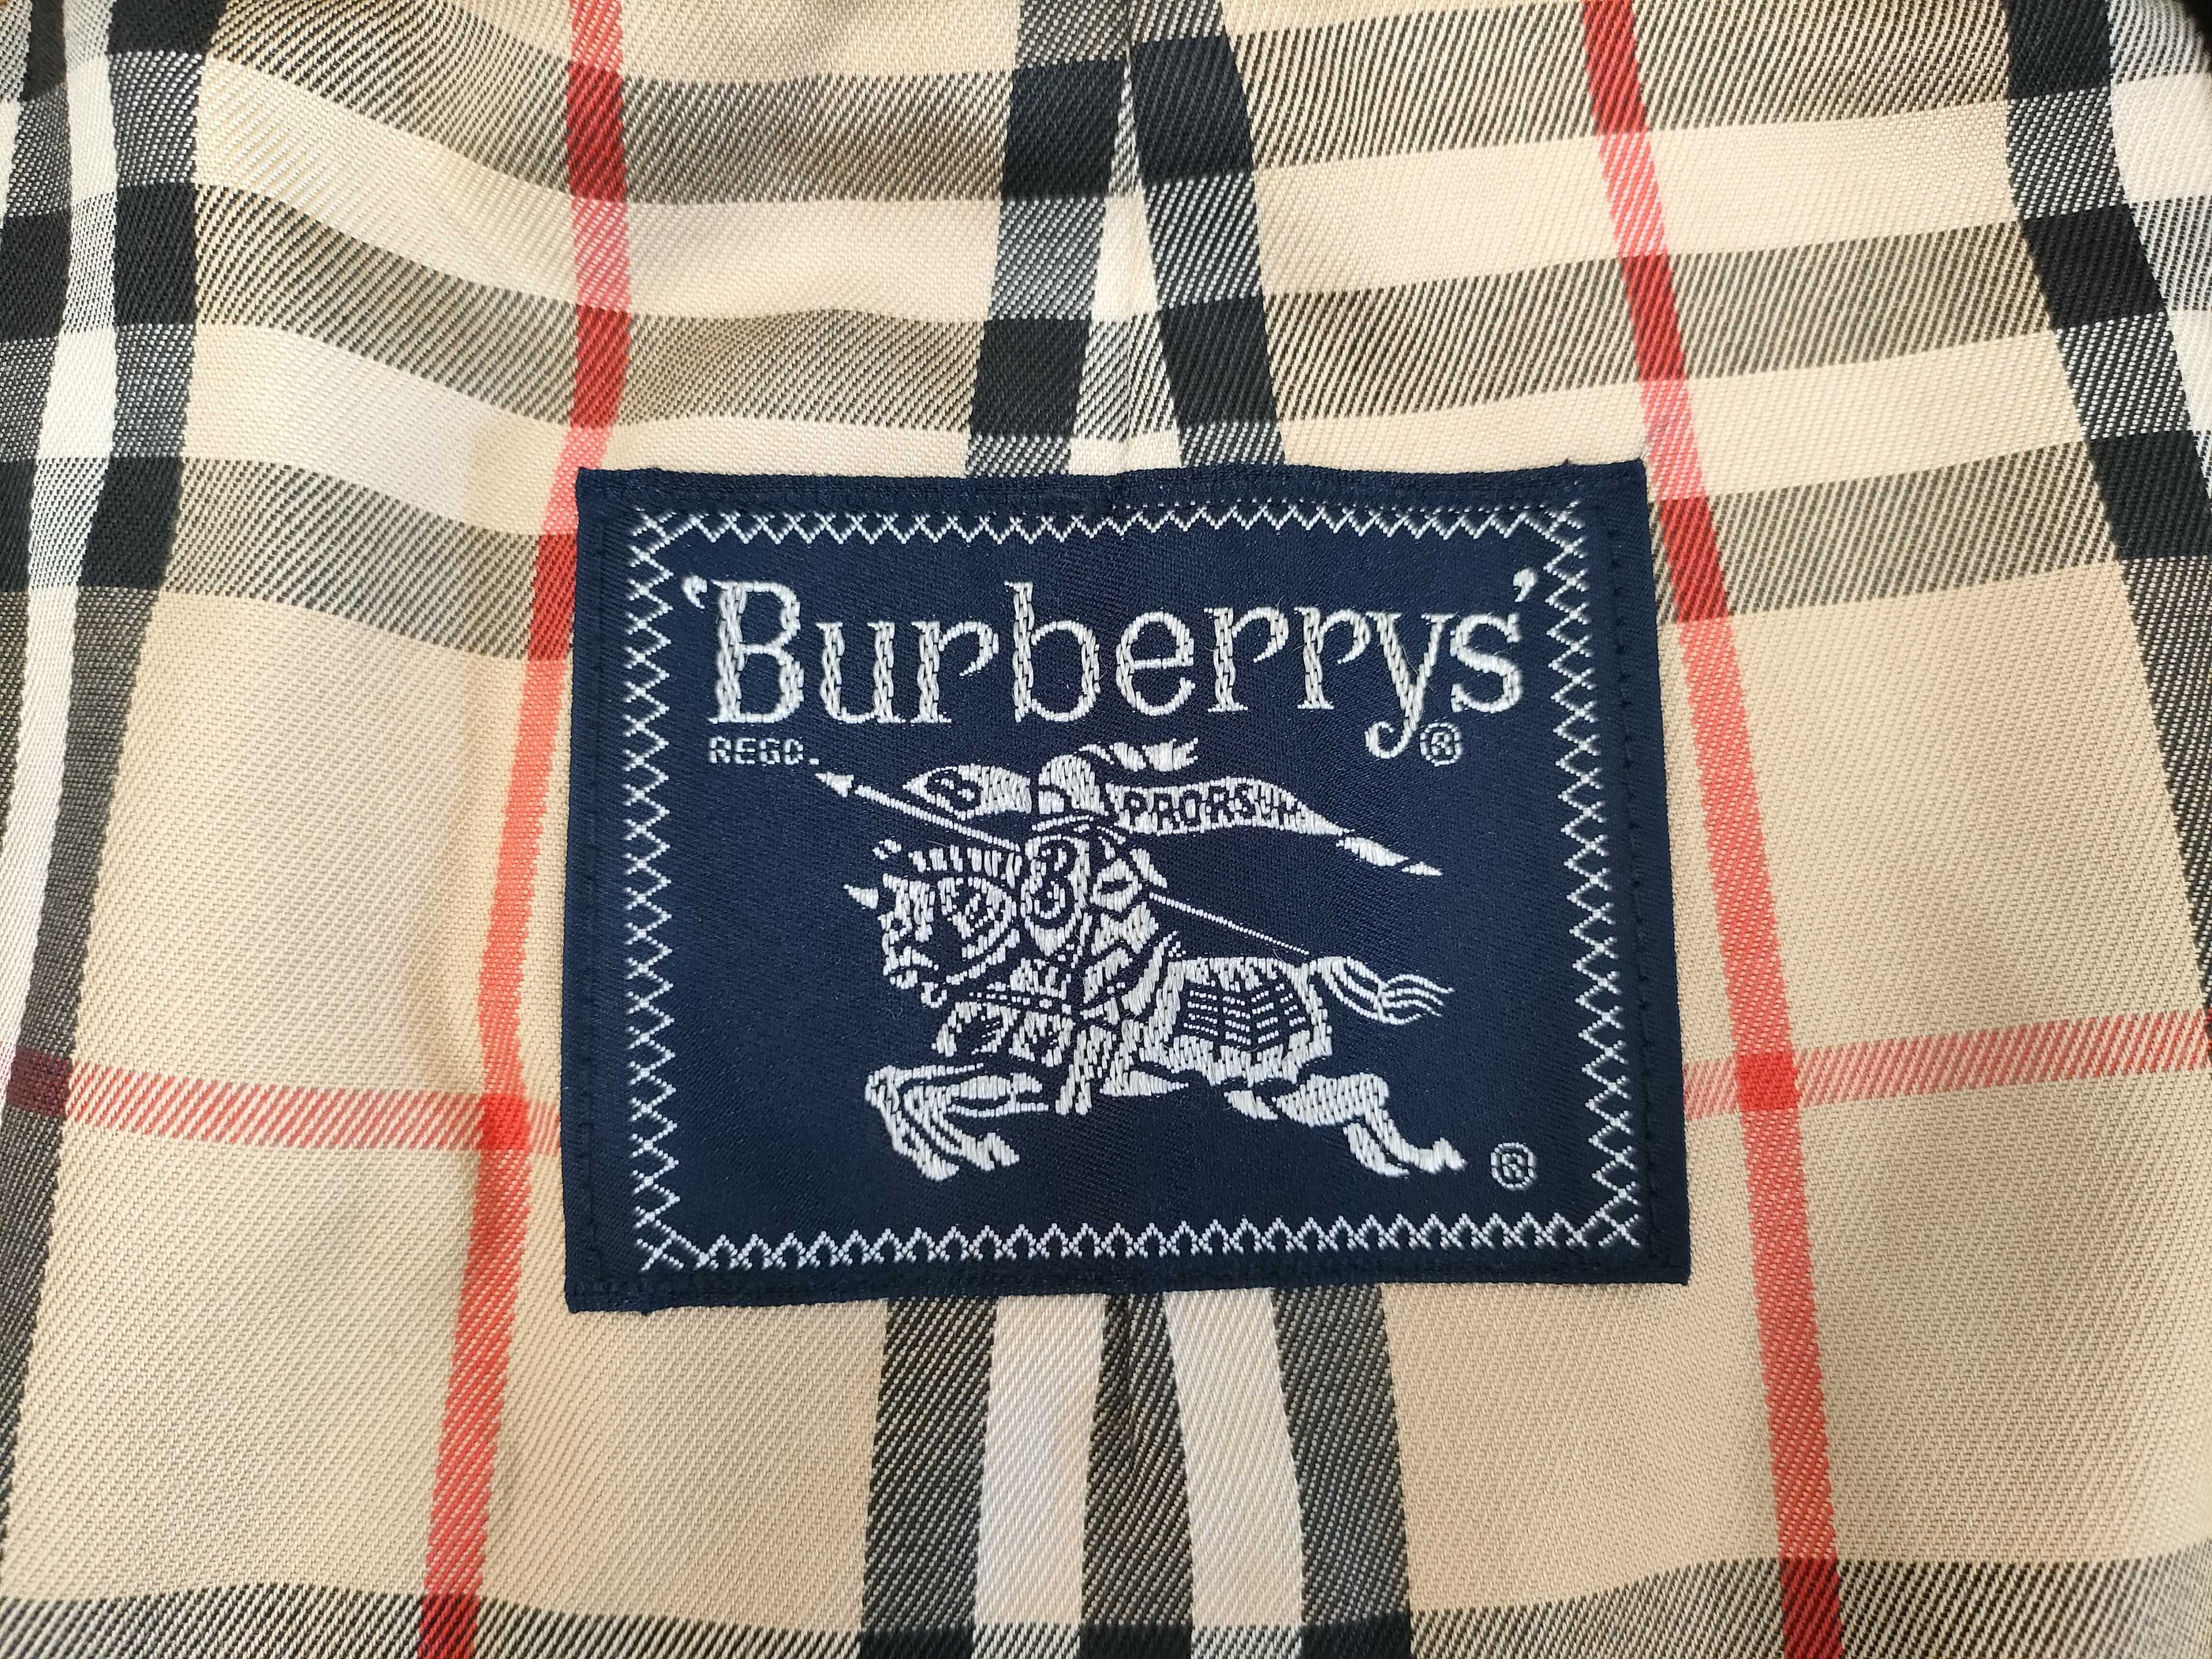 'Burberrys'®
REGD.
B PRORSUM
B
®